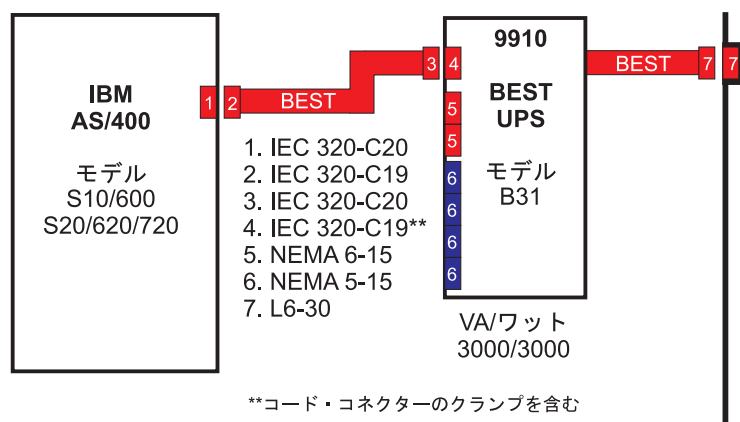 IBM
AS/400
モデル
S10/600
S20/620/720
1
2
BEST
3
4
5
5
6
6
6
6
9910
BEST
UPS
モデル
B31
BEST
7
7
1. IEC 320-C20
2. IEC 320-C19
3. IEC 320-C20
4. IEC 320-C19**
5. NEMA 6-15
6. NEMA 5-15
7. L6-30
VA/ワット
3000/3000
**コード・コネクターのクランプを含む